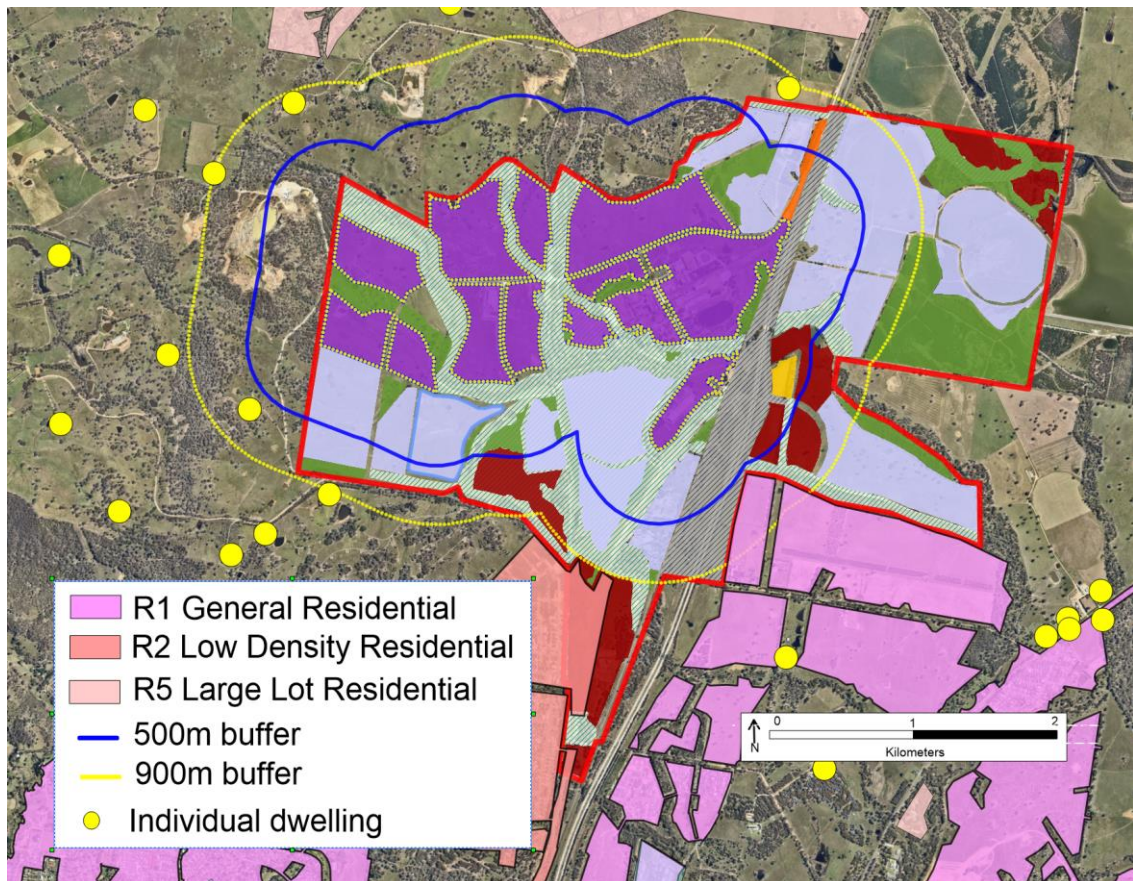 R1 General Residential
R2 Low Density Residential
R5 Large Lot Residential
500m buffer
900m buffer
Individual dwelling
N
0 1 2
Kilometers